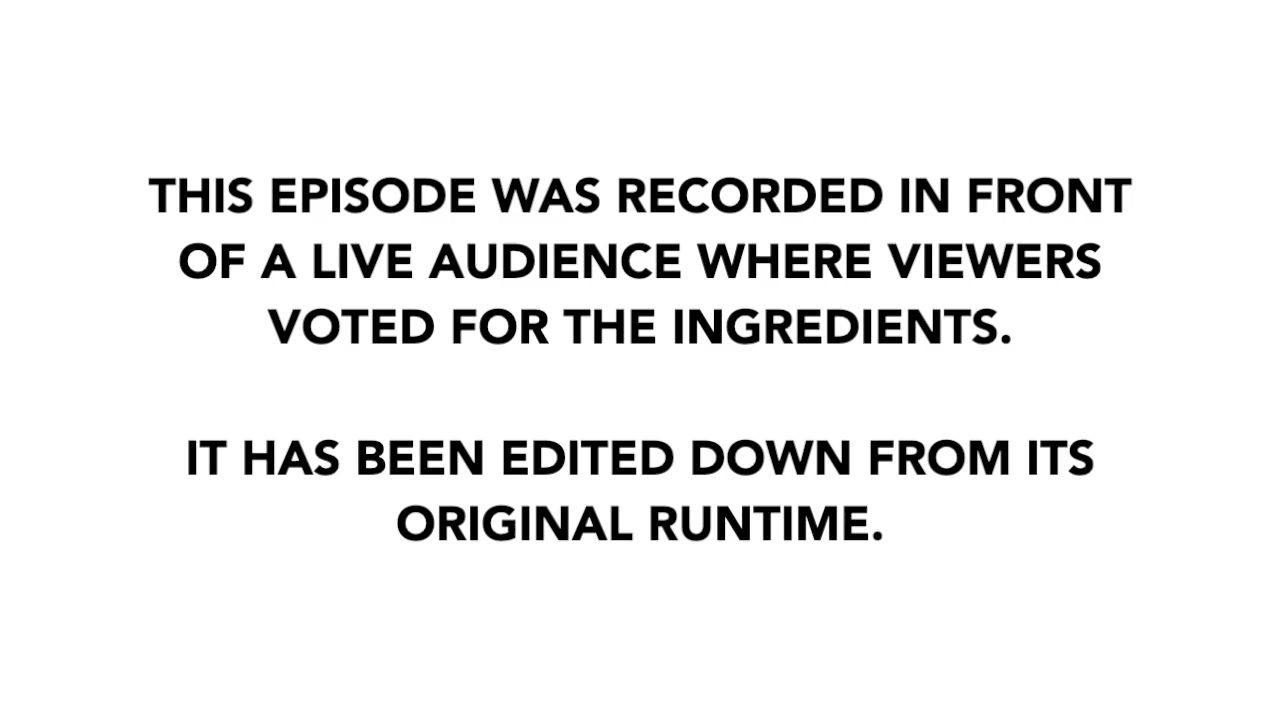 THIS EPISODE WAS RECORDED IN FRONT
OF A LIVE AUDIENCE WHERE VIEWERS
VOTED FOR THE INGREDIENTS.
IT HAS BEEN EDITED DOWN FROM ITS
ORIGINAL RUNTIME.